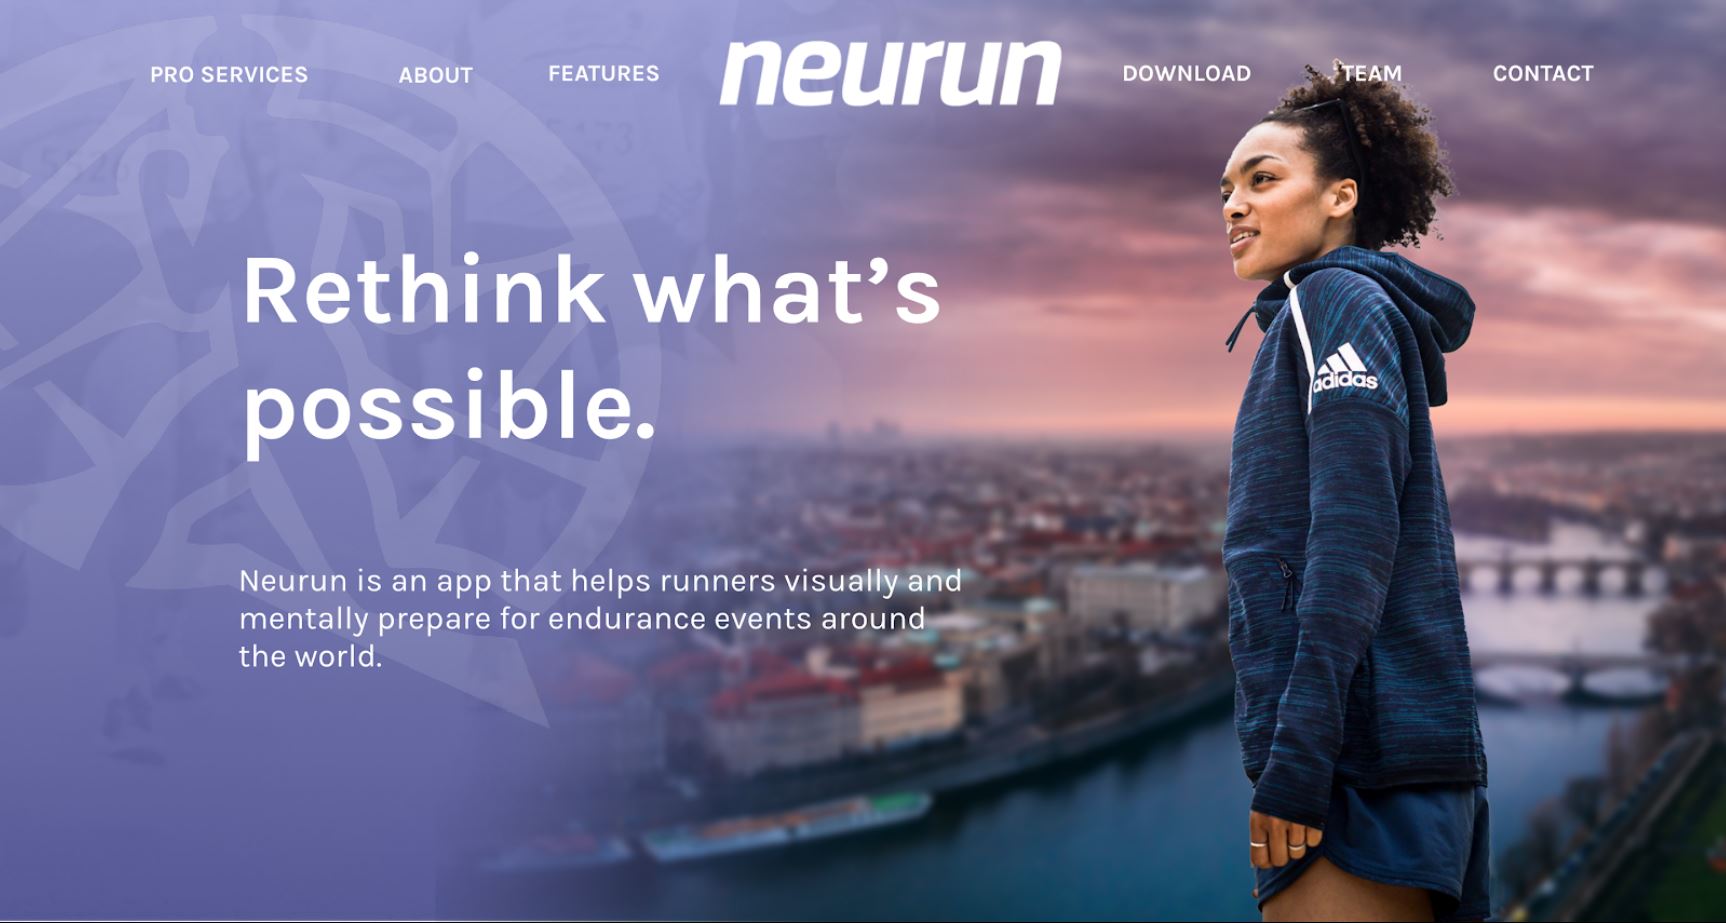 PRO SERVICES
ABOUT
FEATURES
neurun
DOWNLOAD
TEAM
CONTACT
Rethink what’s
possible.
adidas
Neurun is an app that helps runners visually and
mentally prepare for endurance events around
the world.